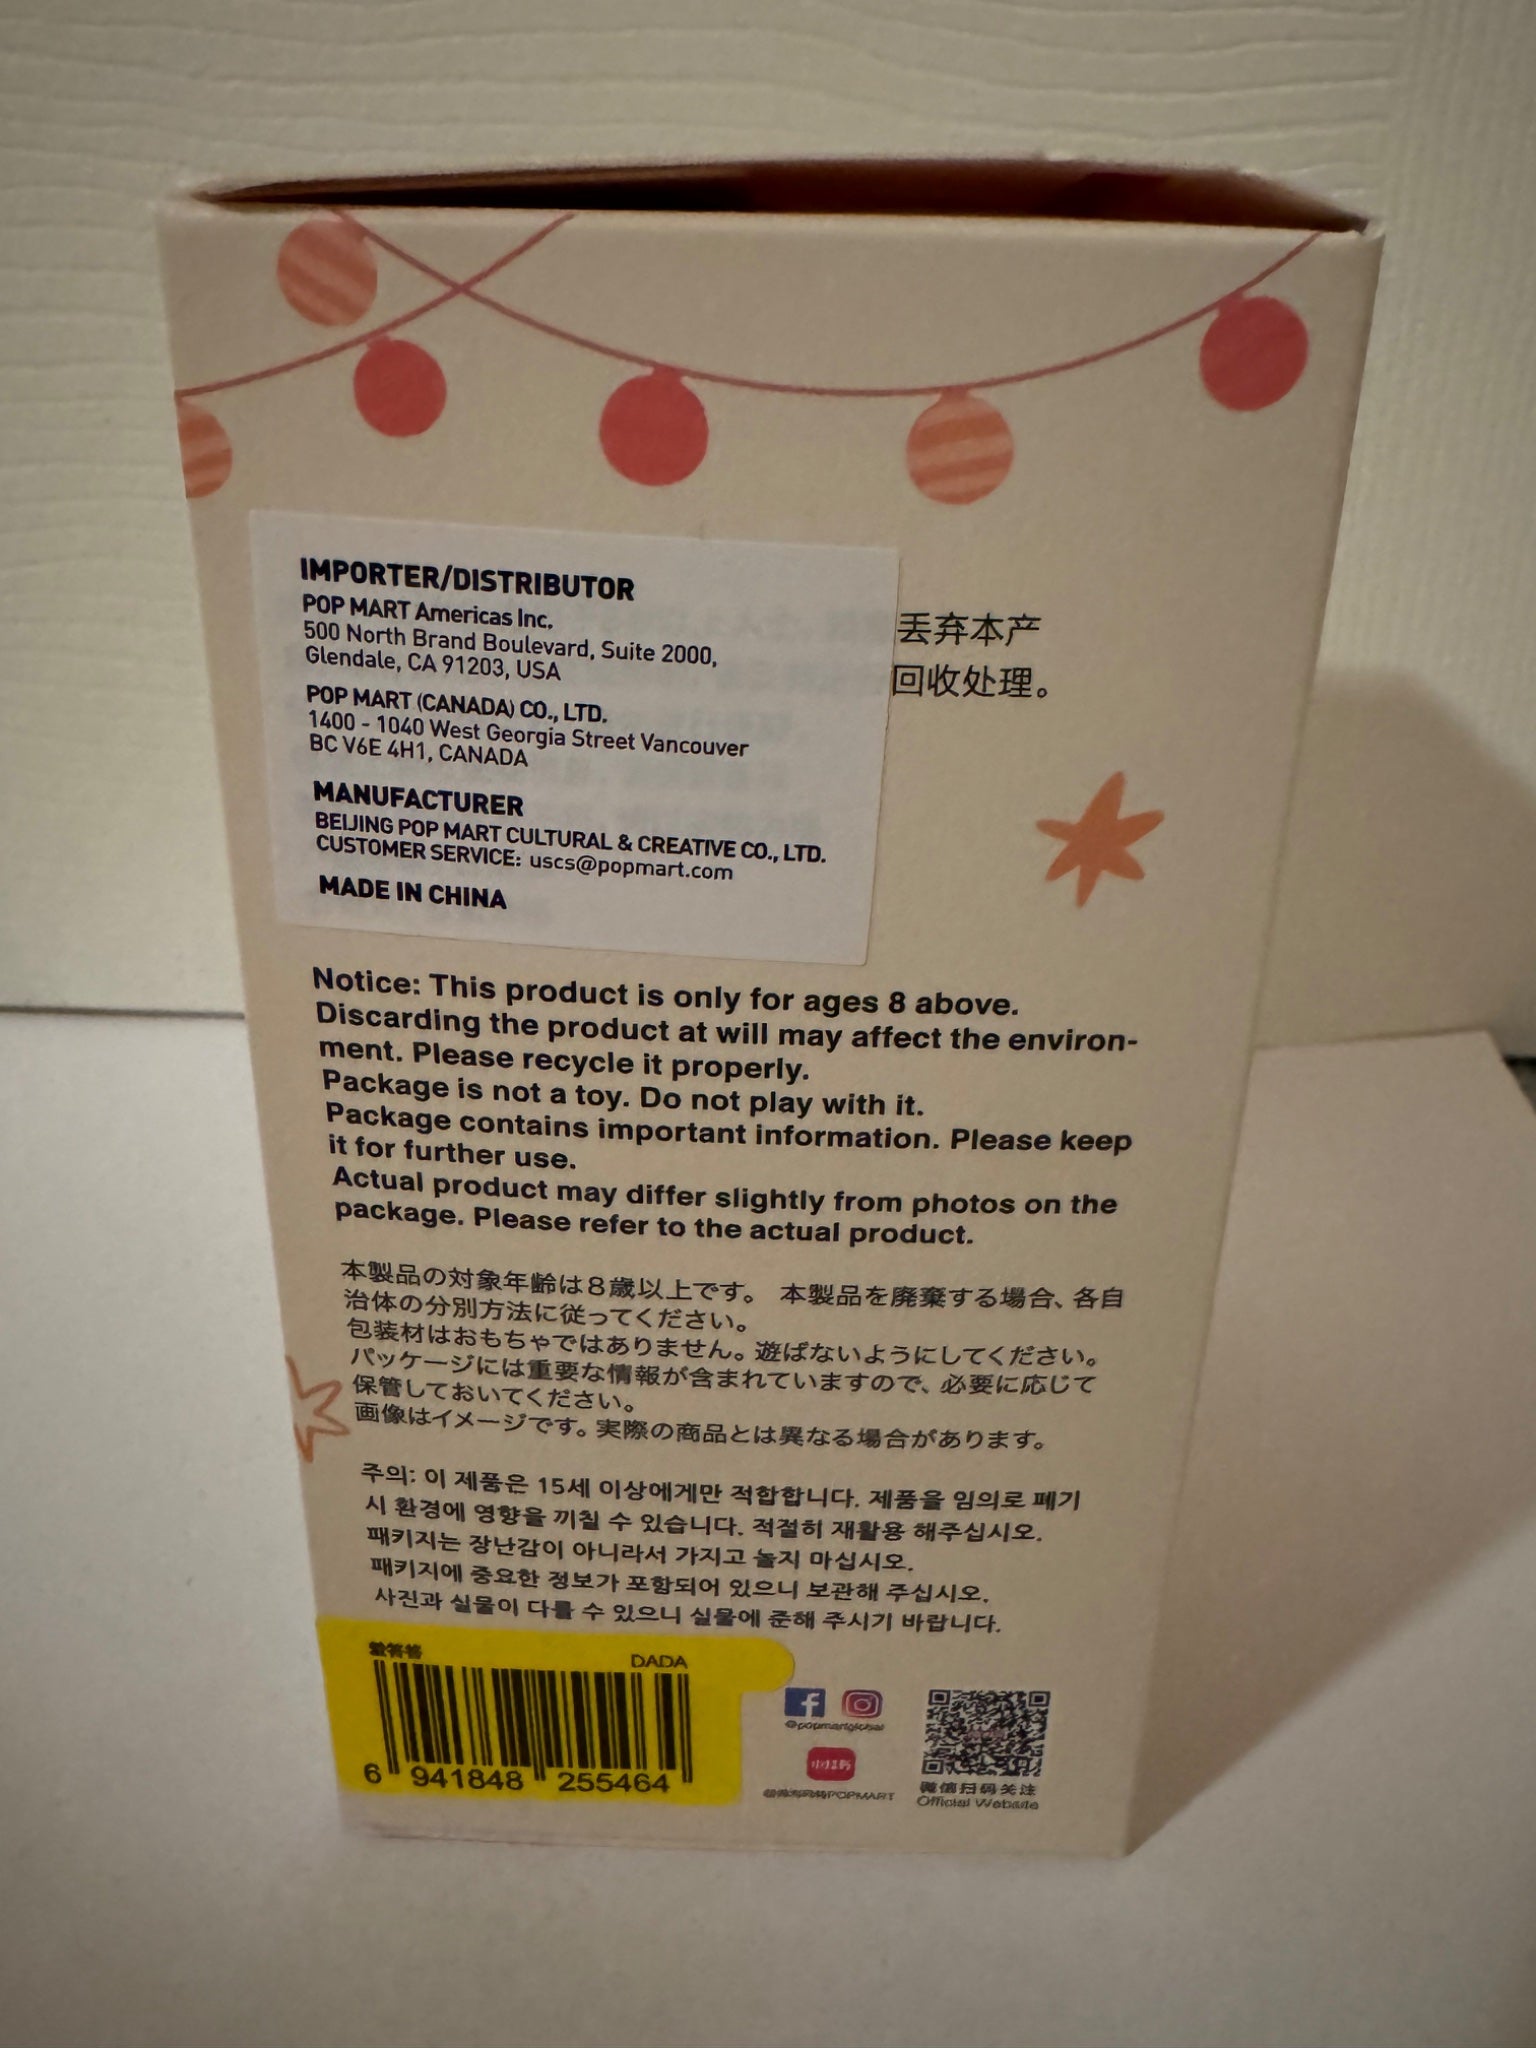 IMPORTER/DISTRIBUTOR
POP MART Americas Inc.
500 North Brand Boulevard, Suite 2000,
Glendale, CA 91203, USA
POP MART (CANADA) CO., LTD.
1400 - 1040 West Georgia Street Vancouver
BC V6E 4H1, CANADA
MANUFACTURER
BEIJING POP MART CULTURAL & CREATIVE CO., LTD.
CUSTOMER SERVICE: uscs@popmart.com
MADE IN CHINA
丢弃本产
回收处理。
Notice: This product is only for ages 8 above.
Discarding the product at will may affect the environ-
ment. Please recycle it properly.
Package is not a toy. Do not play with it.
Package contains important information. Please keep
it for further use.
Actual product may differ slightly from photos on the
package. Please refer to the actual product.
本製品の対象年齢は8歳以上です。 本製品を廃棄する場合、各自
治体の分別方法に従ってください。
包装材はおもちゃではありません。遊ばないようにしてください。
パッケージには重要な情報が含まれていますので、必要に応じて
保管しておいてください。
画像はイメージです。実際の商品とは異なる場合があります。
주의: 이 제품은 15세 이상에게만 적합합니다. 제품을 임의로 폐기
시 환경에 영향을 끼칠 수 있습니다. 적절히 재활용 해주십시오.
패키지는 장난감이 아니라서 가지고 놀지 마십시오.
패키지에 중요한 정보가 포함되어 있으니 보관해 주십시오.
사진과 실물이 다를 수 있으니 실물에 준해 주시기 바랍니다.
DADA
6 941848 255464
@popmartglobal
小红书
POPMART
微信扫码关注
Official Website